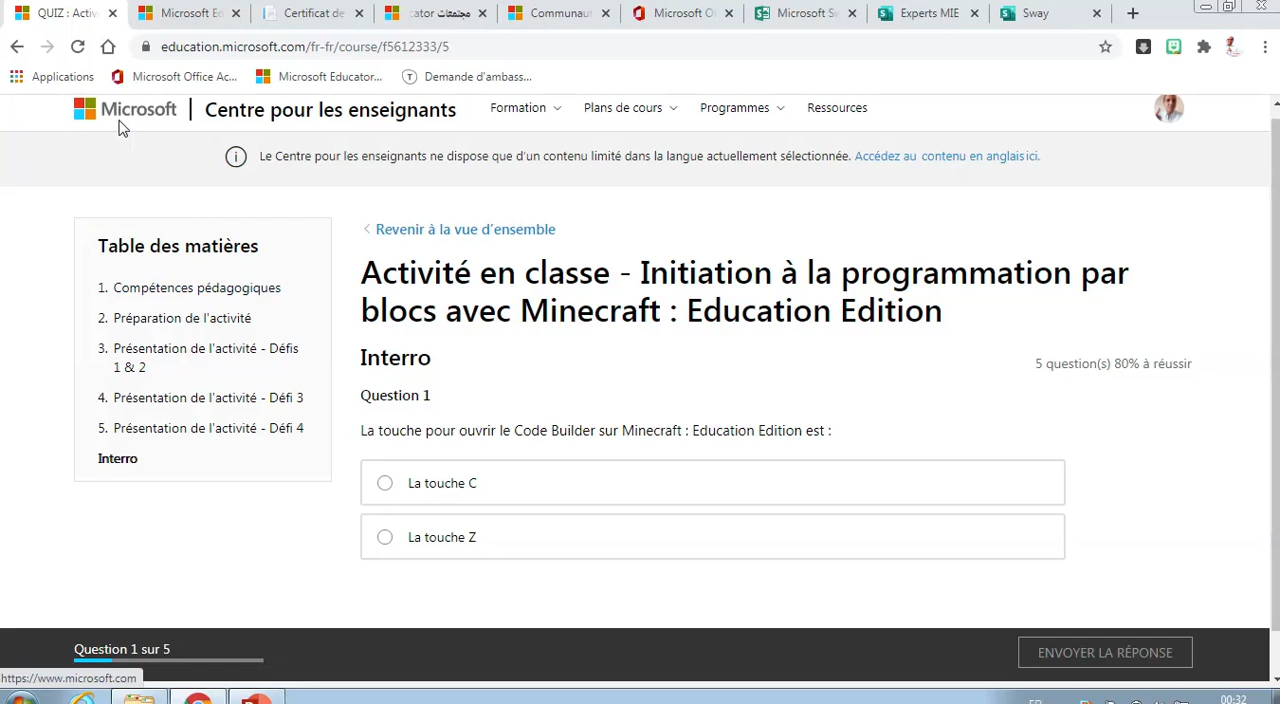 QUIZ : Activ
Microsoft Ed
Certificat de
cator مجتمعات
Communaut
Microsoft O
Microsoft S
Experts MIE
Sway
education.microsoft.com/fr-fr/course/f5612333/5
Applications
Microsoft Office Ac...
Microsoft Educator...
T
Demande d'ambass...
Microsoft
Centre pour les enseignants
Formation
Plans de cours
Programmes
Ressources
Le Centre pour les enseignants ne dispose que d'un contenu limité dans la langue actuellement sélectionnée. Accédez au contenu en anglais ici.
Table des matières
1. Compétences pédagogiques
2. Préparation de l'activité
3. Présentation de l'activité - Défis
1 & 2
4. Présentation de l'activité - Défi 3
5. Présentation de l'activité - Défi 4
Interro
Revenir à la vue d'ensemble
Activité en classe - Initiation à la programmation par
blocs avec Minecraft : Education Edition
Interro
5 question(s) 80% à réussir
Question 1
La touche pour ouvrir le Code Builder sur Minecraft : Education Edition est :
La touche C
La touche Z
Question 1 sur 5
ENVOYER LA RÉPONSE
https://www.microsoft.com
00:32